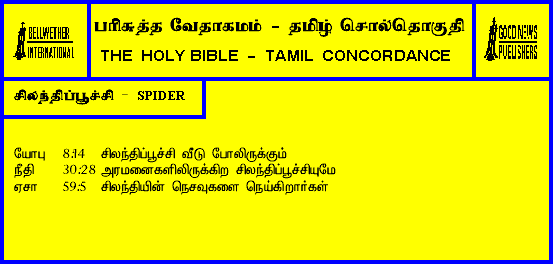 BELLWETHER
INTERNATIONAL
பரிசுத்த வேதாகமம் - தமிழ் சொல்தொகுதி
THE HOLY BIBLE - TAMIL CONCORDANCE
GOOD NEWS
PUBLISHERS
சிலந்திப்பூச்சி - SPIDER
யோபு 8:14 சிலந்திப்பூச்சி வீடு போலிருக்கும்
நீதி 30:28 அரமனைகளிலிருக்கிற சிலந்திப்பூச்சியுமே
ஏசா 59:5 சிலந்தியின் நெசவுகளை நெய்கிறார்கள்